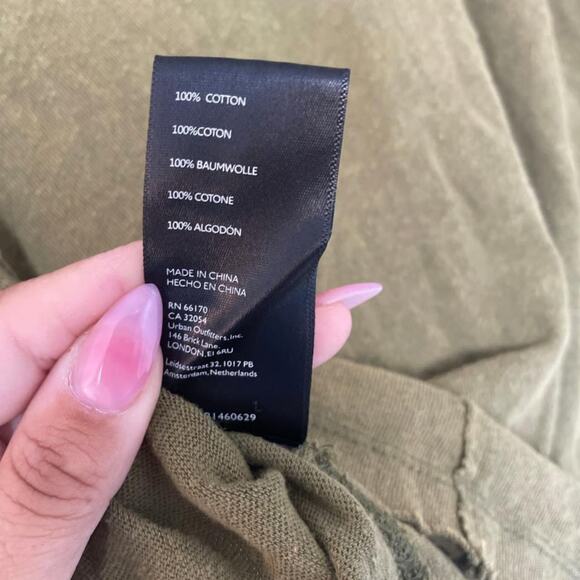 100% COTTON
100%COTON
100% BAUMWOLLE
100% COTONE
100% ALGODÓN
MADE IN CHINA
HECHO EN CHINA
RN 66170
CA 32054
Urban Outfitters, Inc.
146 Brick Lane.
LONDON, E1 6RU
Leidsestraat 32, 1017 PB
Amsterdam, Netherlands
01460629